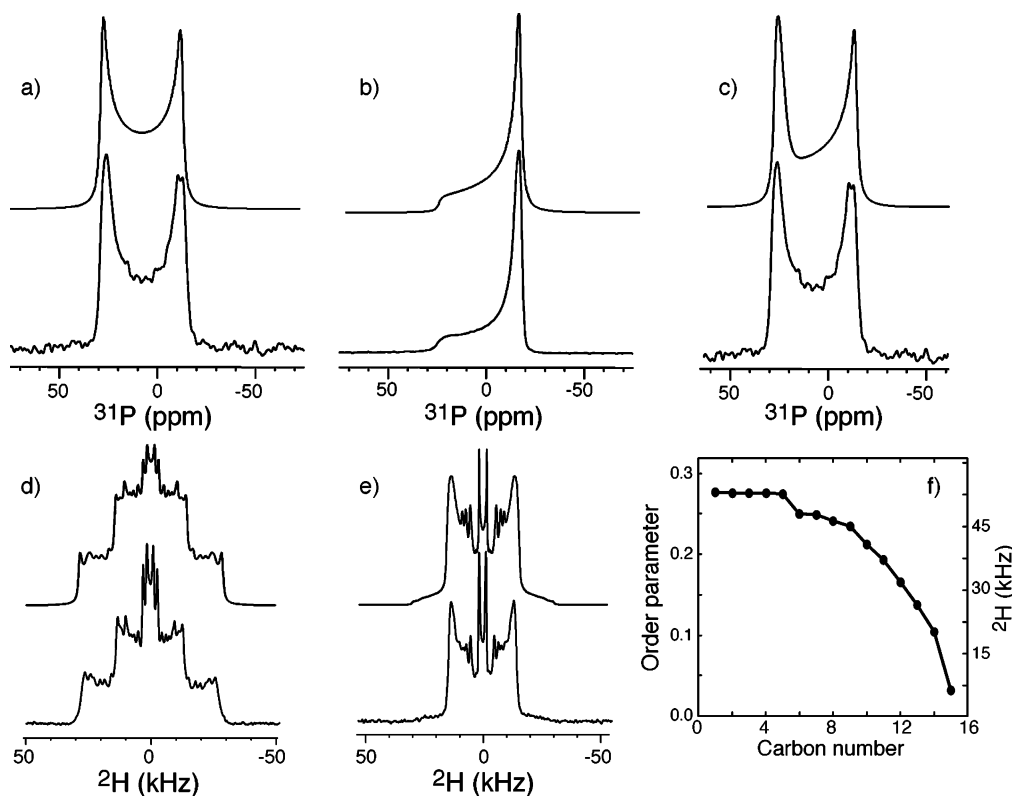 a)
b)
c)
50 0 -50
50 0 -50
50 0 -50
31P (ppm)
31P (ppm)
31P (ppm)
d)
e)
f)
50 0 -50
50 0 -50
2H (kHz)
2H (kHz)
Order parameter
0.3
0.2
0.1
0.0
0 4 8 12 16
Carbon number
45
30
15
2H (kHz)